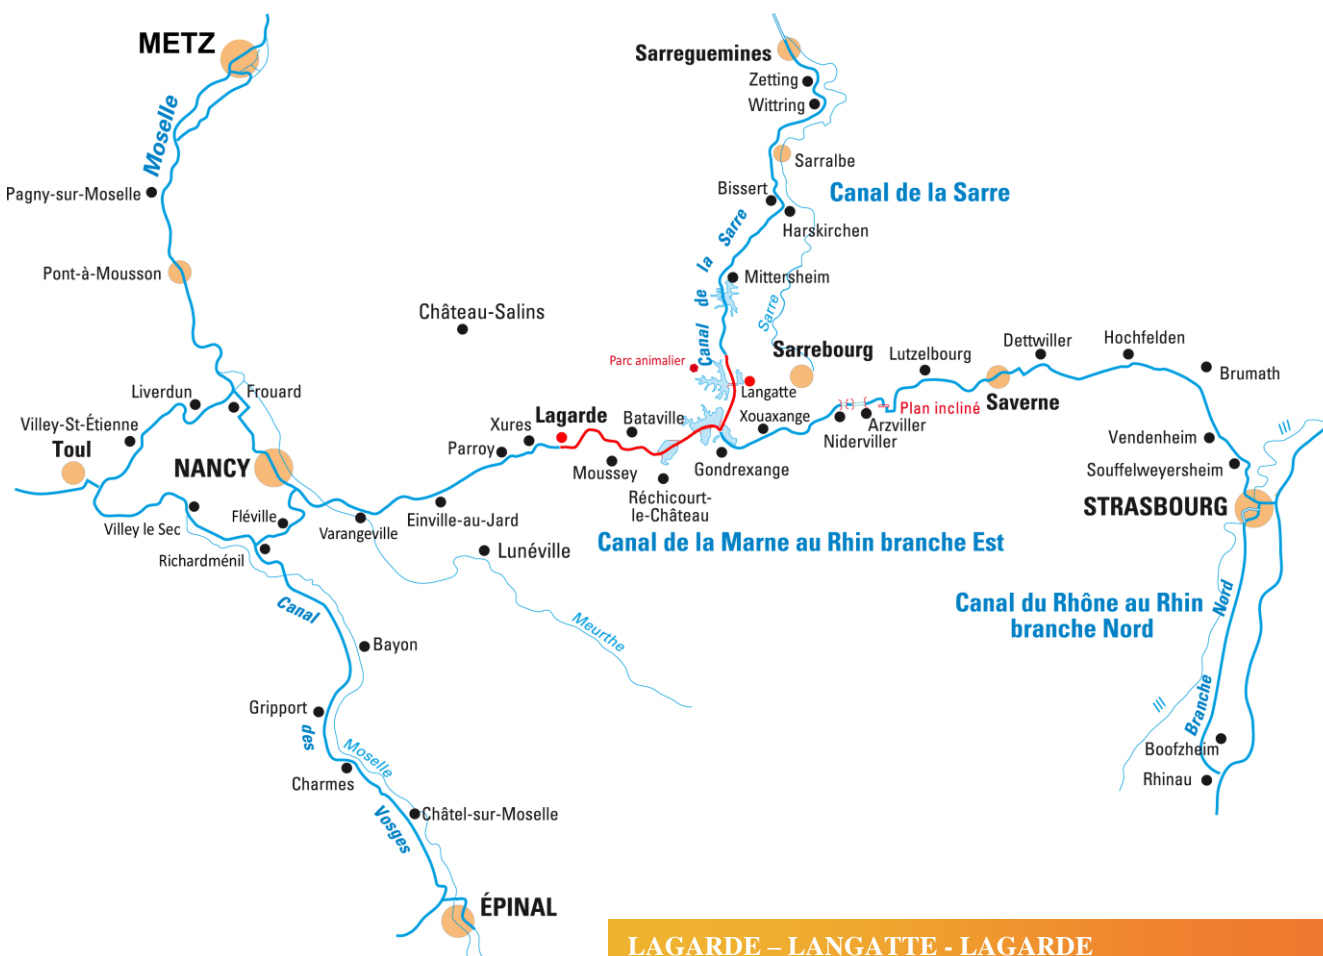 METZ
Sarreguemines
Zetting
Wittring
Moselle
Sarralbe
Pagny-sur-Moselle
Bissert
Canal de la Sarre
Harskirchen
Canal de la Sarre
Pont-à-Mousson
Mittersheim
Château-Salins
Sarre
Parc animalier
Sarrebourg
Lutzelbourg
Dettwiller
Hochfelden
Brumath
Langatte
Liverdun
Frouard
Villey-St-Étienne
Toul
Xures
Lagarde
Bataville
Xouaxange
Plan incliné
Saverne
Arzviller
Niderviller
Vendenheim
Ill
Parroy
NANCY
Moussey
Gondrexange
Souffelweyersheim
Réchicourt-
le-Château
STRASBOURG
Villey le Sec
Fléville
Varangeville
Einville-au-Jard
Richardménil
Lunéville
Canal de la Marne au Rhin branche Est
Canal
des
Vosges
Meurthe
Canal du Rhône au Rhin
branche Nord
Branche Nord
Bayon
Gripport
Moselle
Charmes
Châtel-sur-Moselle
Ill
Boofzheim
Rhinau
ÉPINAL
LAGARDE – LANGATTE - LAGARDE